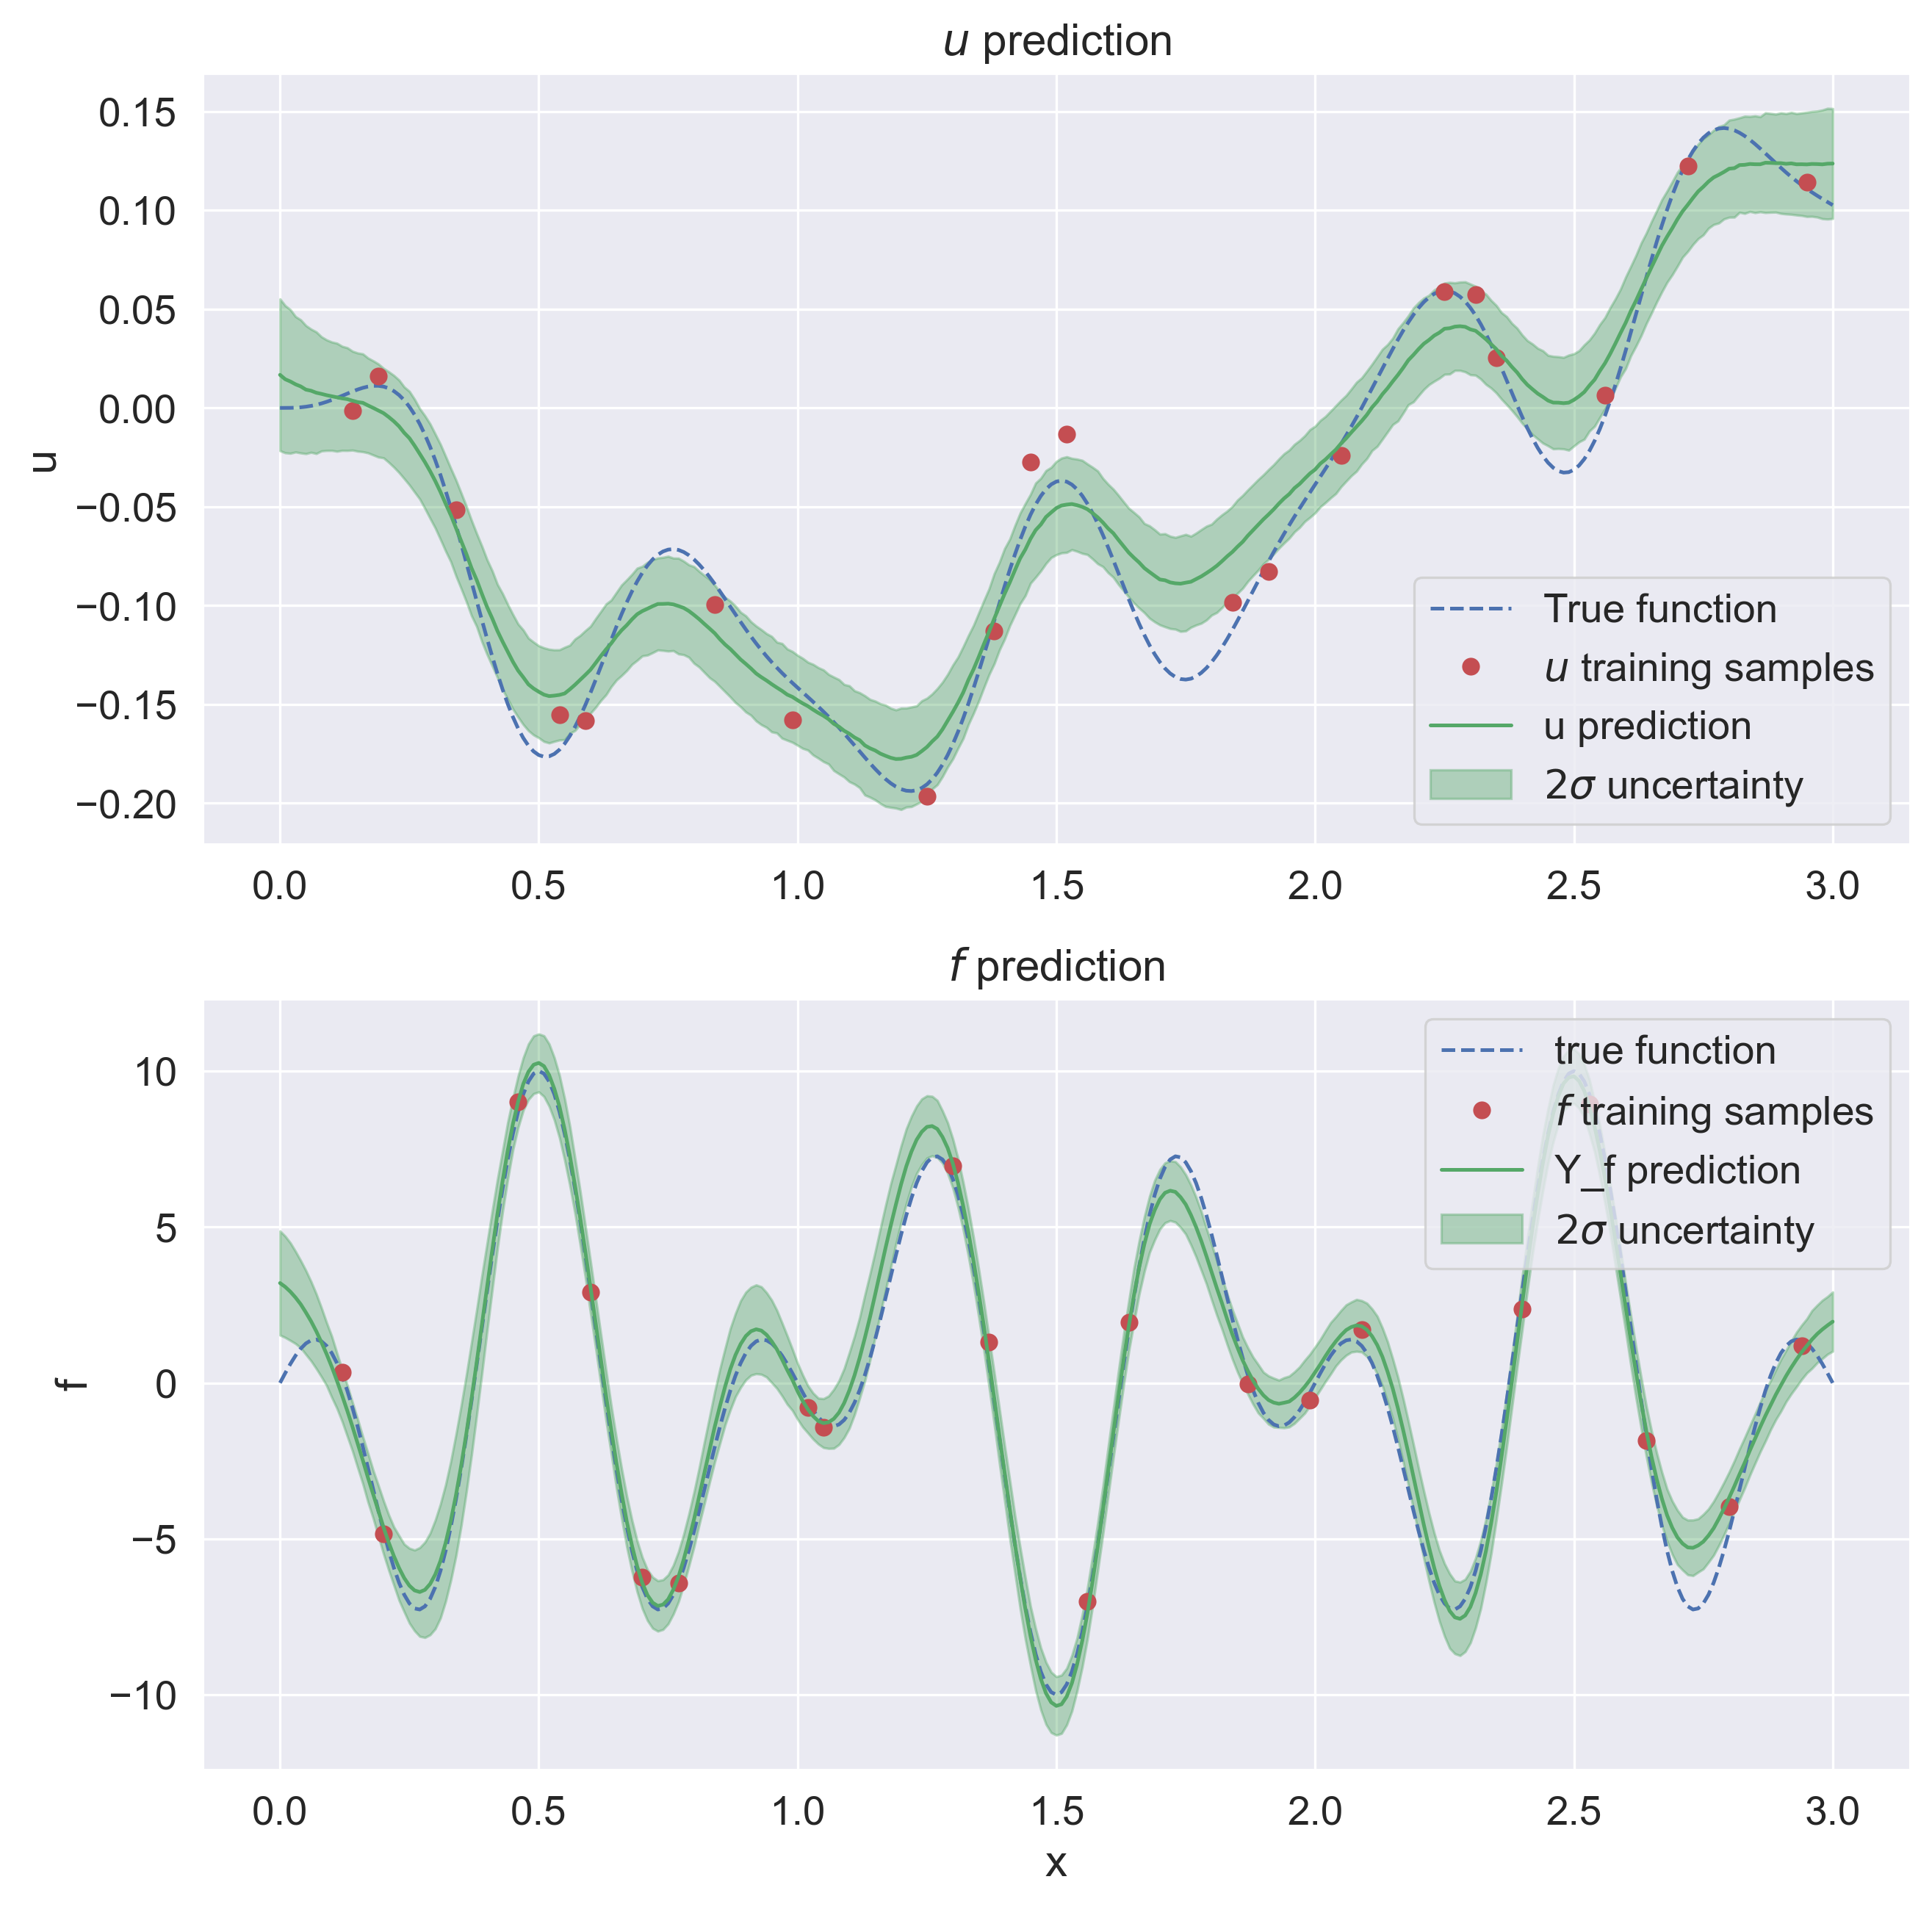 u prediction
0.15
0.10
0.05
0.00
−0.05
−0.10
−0.15
−0.20
u
True function
u training samples
u prediction
2σ uncertainty
0.0 0.5 1.0 1.5 2.0 2.5 3.0
f prediction
10
5
0
−5
−10
f
true function
f training samples
Y_f prediction
2σ uncertainty
0.0 0.5 1.0 1.5 2.0 2.5 3.0
x